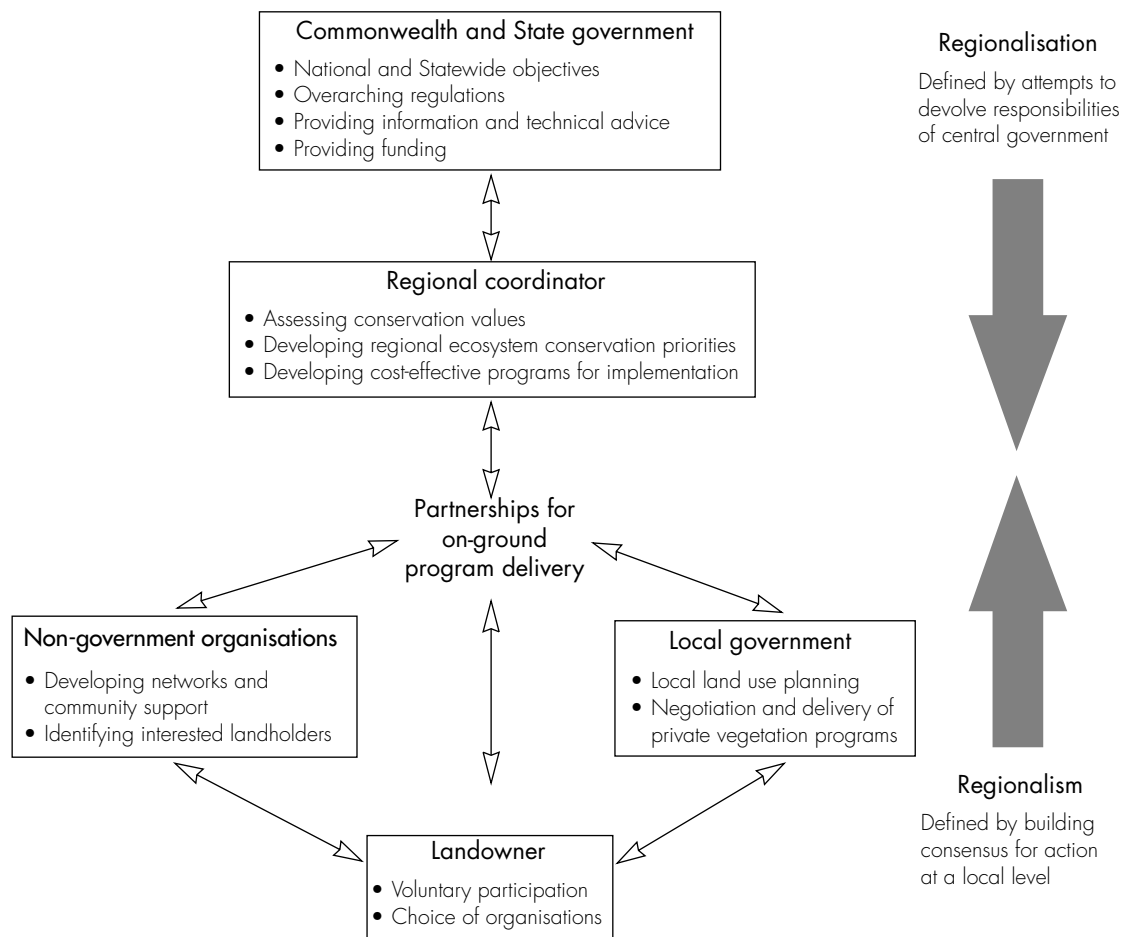 Commonwealth and State government
• National and Statewide objectives
• Overarching regulations
• Providing information and technical advice
• Providing funding
Regionalisation
Defined by attempts to
devolve responsibilities
of central government
Regional coordinator
• Assessing conservation values
• Developing regional ecosystem conservation priorities
• Developing cost-effective programs for implementation
Partnerships for
on-ground
program delivery
Non-government organisations
• Developing networks and
community support
• Identifying interested landholders
Local government
• Local land use planning
• Negotiation and delivery of
private vegetation programs
Regionalism
Defined by building
consensus for action
at a local level
Landowner
• Voluntary participation
• Choice of organisations